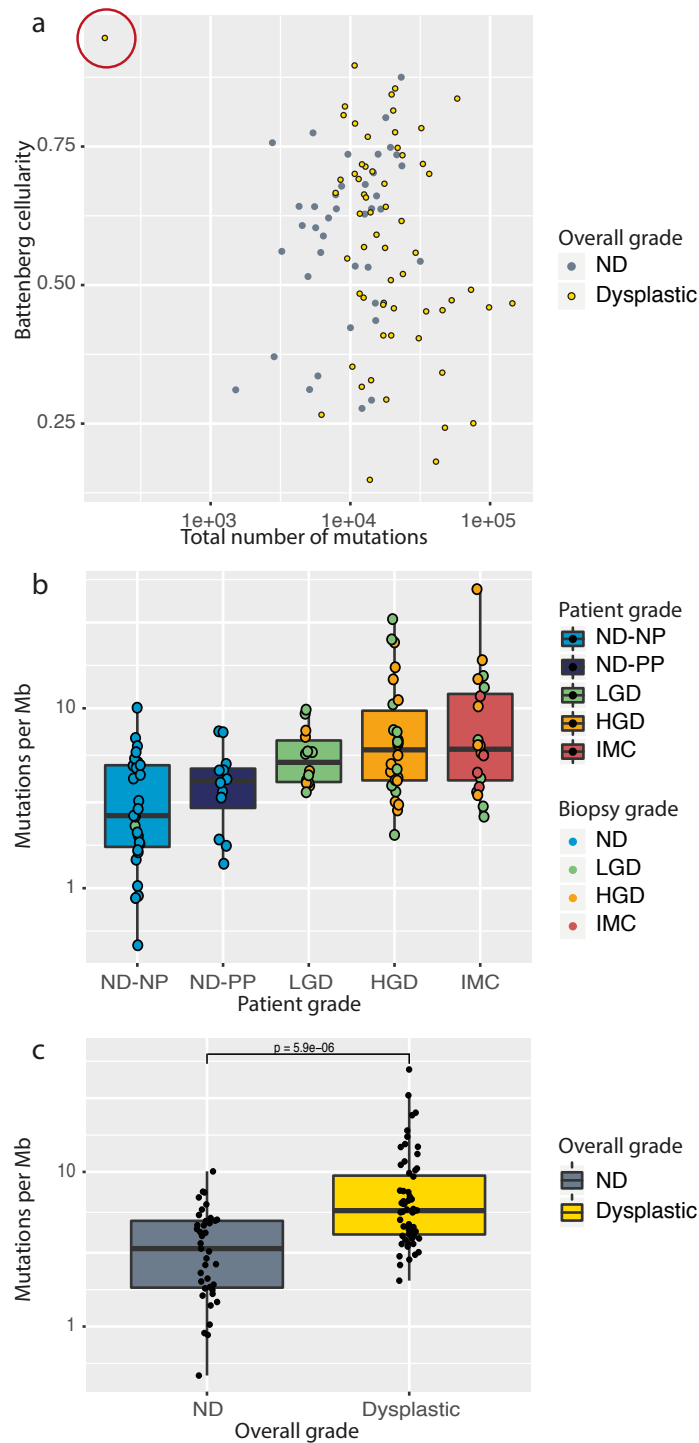 a
Battenberg cellularity
0.75
0.50
0.25
1e+03
1e+04
1e+05
Total number of mutations
Overall grade
ND
Dysplastic
b
Mutations per Mb
10
1
ND-NP
ND-PP
LGD
HGD
IMC
Patient grade
Patient grade
ND-NP
ND-PP
LGD
HGD
IMC
Biopsy grade
ND
LGD
HGD
IMC
c
p = 5.9e-06
Mutations per Mb
10
1
ND
Dysplastic
Overall grade
Overall grade
ND
Dysplastic